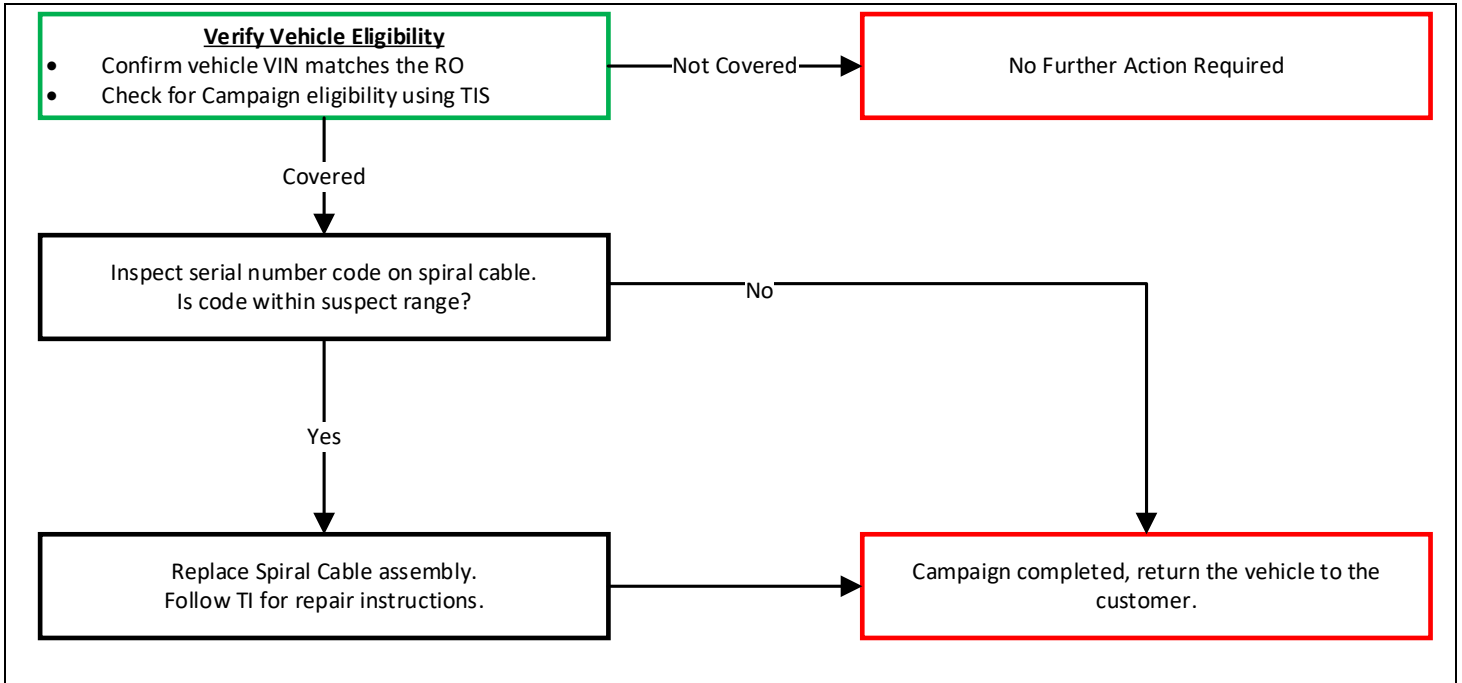 Verify Vehicle Eligibility
• Confirm vehicle VIN matches the RO
• Check for Campaign eligibility using TIS
Not Covered
No Further Action Required
Covered
Inspect serial number code on spiral cable.
Is code within suspect range?
No
Yes
Replace Spiral Cable assembly.
Follow TI for repair instructions.
Campaign completed, return the vehicle to the
customer.